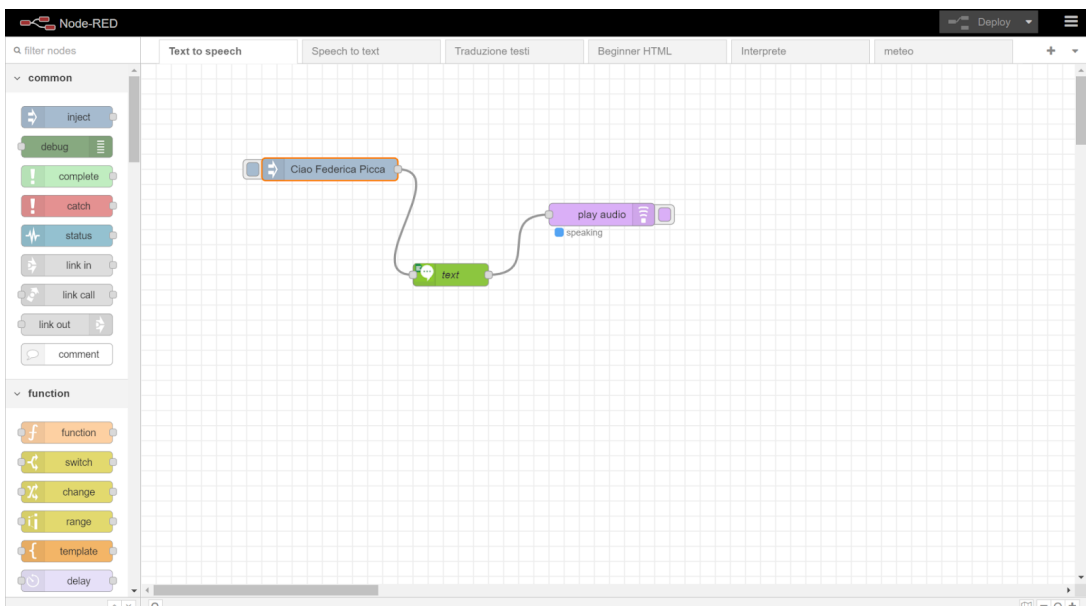 Node-RED
Deploy
filter nodes
Text to speech
Speech to text
Traduzione testi
Beginner HTML
Interprete
meteo
common
inject
debug
complete
catch
status
link in
link call
link out
comment
function
function
switch
change
range
template
delay
Ciao Federica Picca
play audio
speaking
text